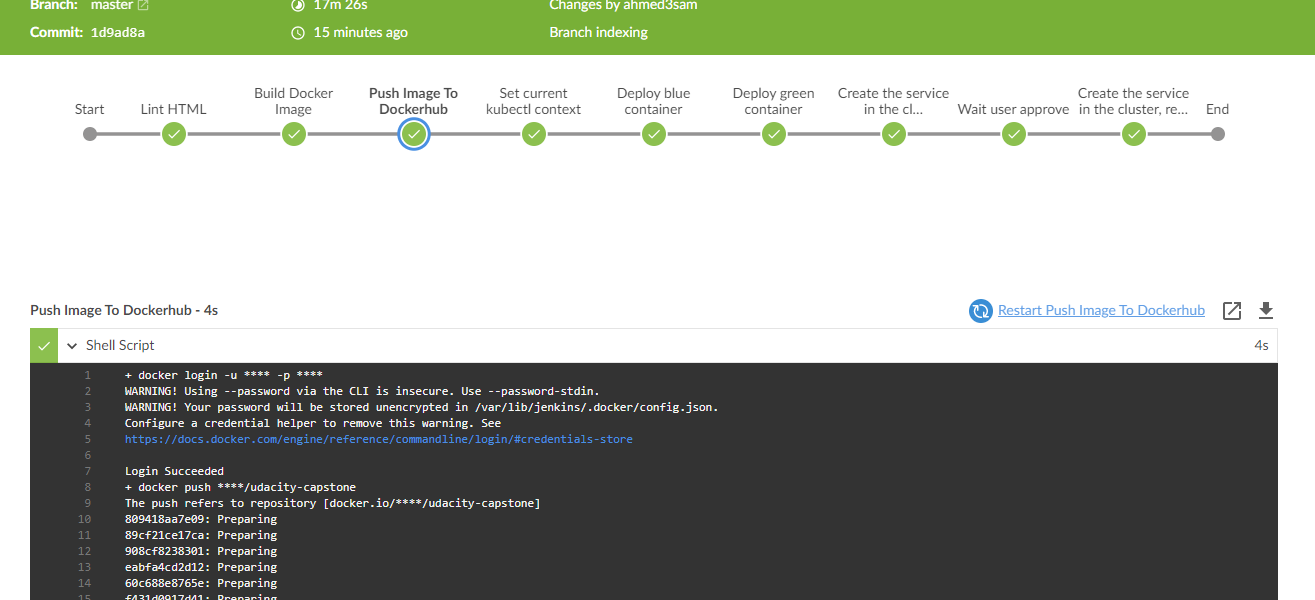 Branch: master 17m 26s Changes by ahmed3sam
Commit: 1d9ad8a 15 minutes ago Branch indexing
Start
Lint HTML
Build Docker
Image
Push Image To
Dockerhub
Set current
kubectl context
Deploy blue
container
Deploy green
container
Create the service
in the cl...
Wait user approve
Create the service
in the cluster, re...
End
Push Image To Dockerhub - 4s Restart Push Image To Dockerhub
Shell Script 4s
1 + docker login -u **** -p ****
2 WARNING! Using --password via the CLI is insecure. Use --password-stdin.
3 WARNING! Your password will be stored unencrypted in /var/lib/jenkins/.docker/config.json.
4 Configure a credential helper to remove this warning. See
5 https://docs.docker.com/engine/reference/commandline/login/#credentials-store
6
7 Login Succeeded
8 + docker push ****/udacity-capstone
9 The push refers to repository [docker.io/****/udacity-capstone]
10 809418aa7e09: Preparing
11 89cf21ce17ca: Preparing
12 908cf8238301: Preparing
13 eabfa4cd2d12: Preparing
14 60c688e8765e: Preparing
15 f431d0917d41: Preparing